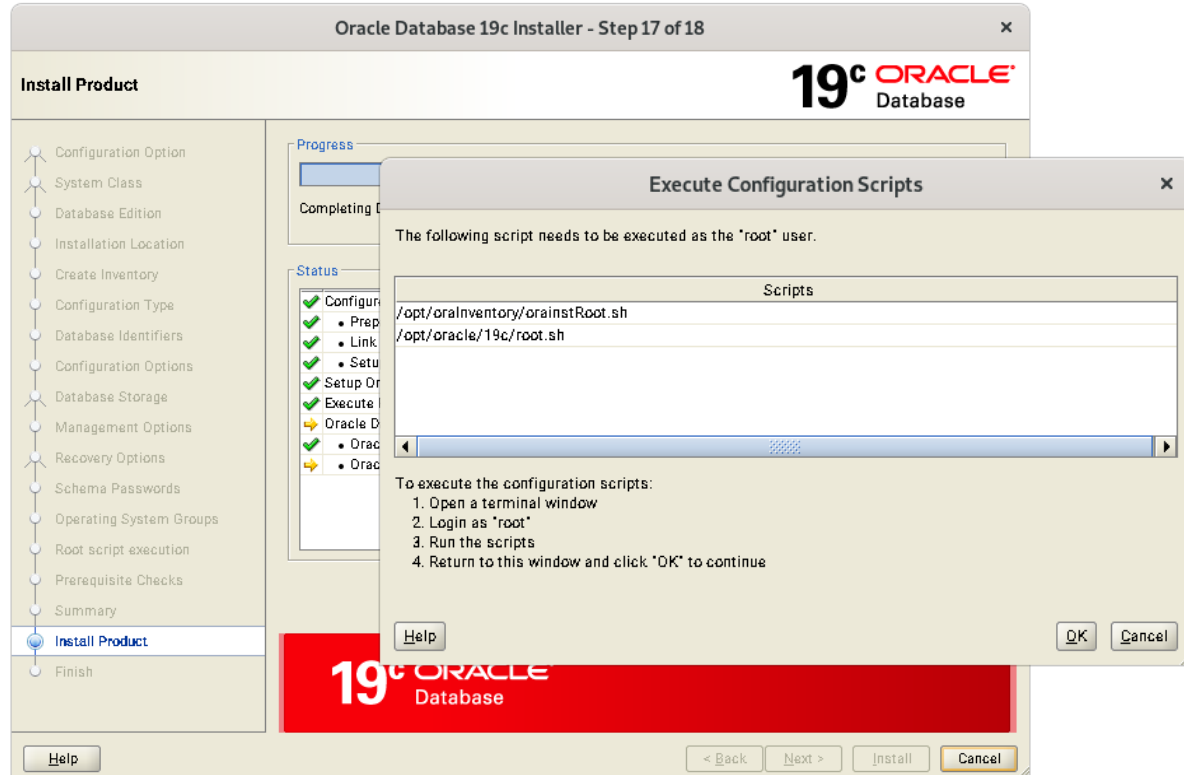 Oracle Database 19c Installer - Step 17 of 18
Install Product
19c ORACLE
Database
Configuration Option
System Class
Database Edition
Installation Location
Create Inventory
Configuration Type
Database Identifiers
Configuration Options
Database Storage
Management Options
Recovery Options
Schema Passwords
Operating System Groups
Root script execution
Prerequisite Checks
Summary
Install Product
Finish
Progress
Completing
Status
• Prep
• Link
• Setu
Setup Or
Execute
Oracle D
• Orac
• Orac
Execute Configuration Scripts
The following script needs to be executed as the "root" user.
Scripts
/opt/oraInventory/orainstRoot.sh
/opt/oracle/19c/root.sh
To execute the configuration scripts:
1. Open a terminal window
2. Login as "root"
3. Run the scripts
4. Return to this window and click "OK" to continue
Help
OK
Cancel
19c ORACLE
Database
Help
< Back
Next >
Install
Cancel